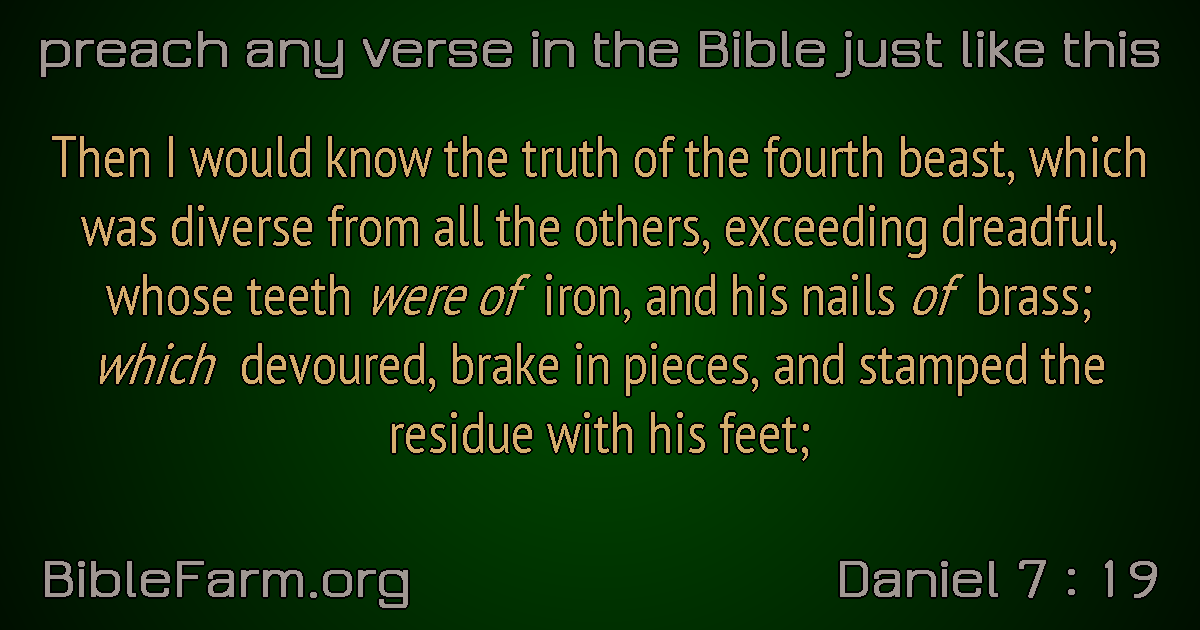 preach any verse in the Bible just like this
Then I would know the truth of the fourth beast, which
was diverse from all the others, exceeding dreadful,
whose teeth were of iron, and his nails of brass;
which devoured, brake in pieces, and stamped the
residue with his feet;
BibleFarm.org
Daniel 7 : 19